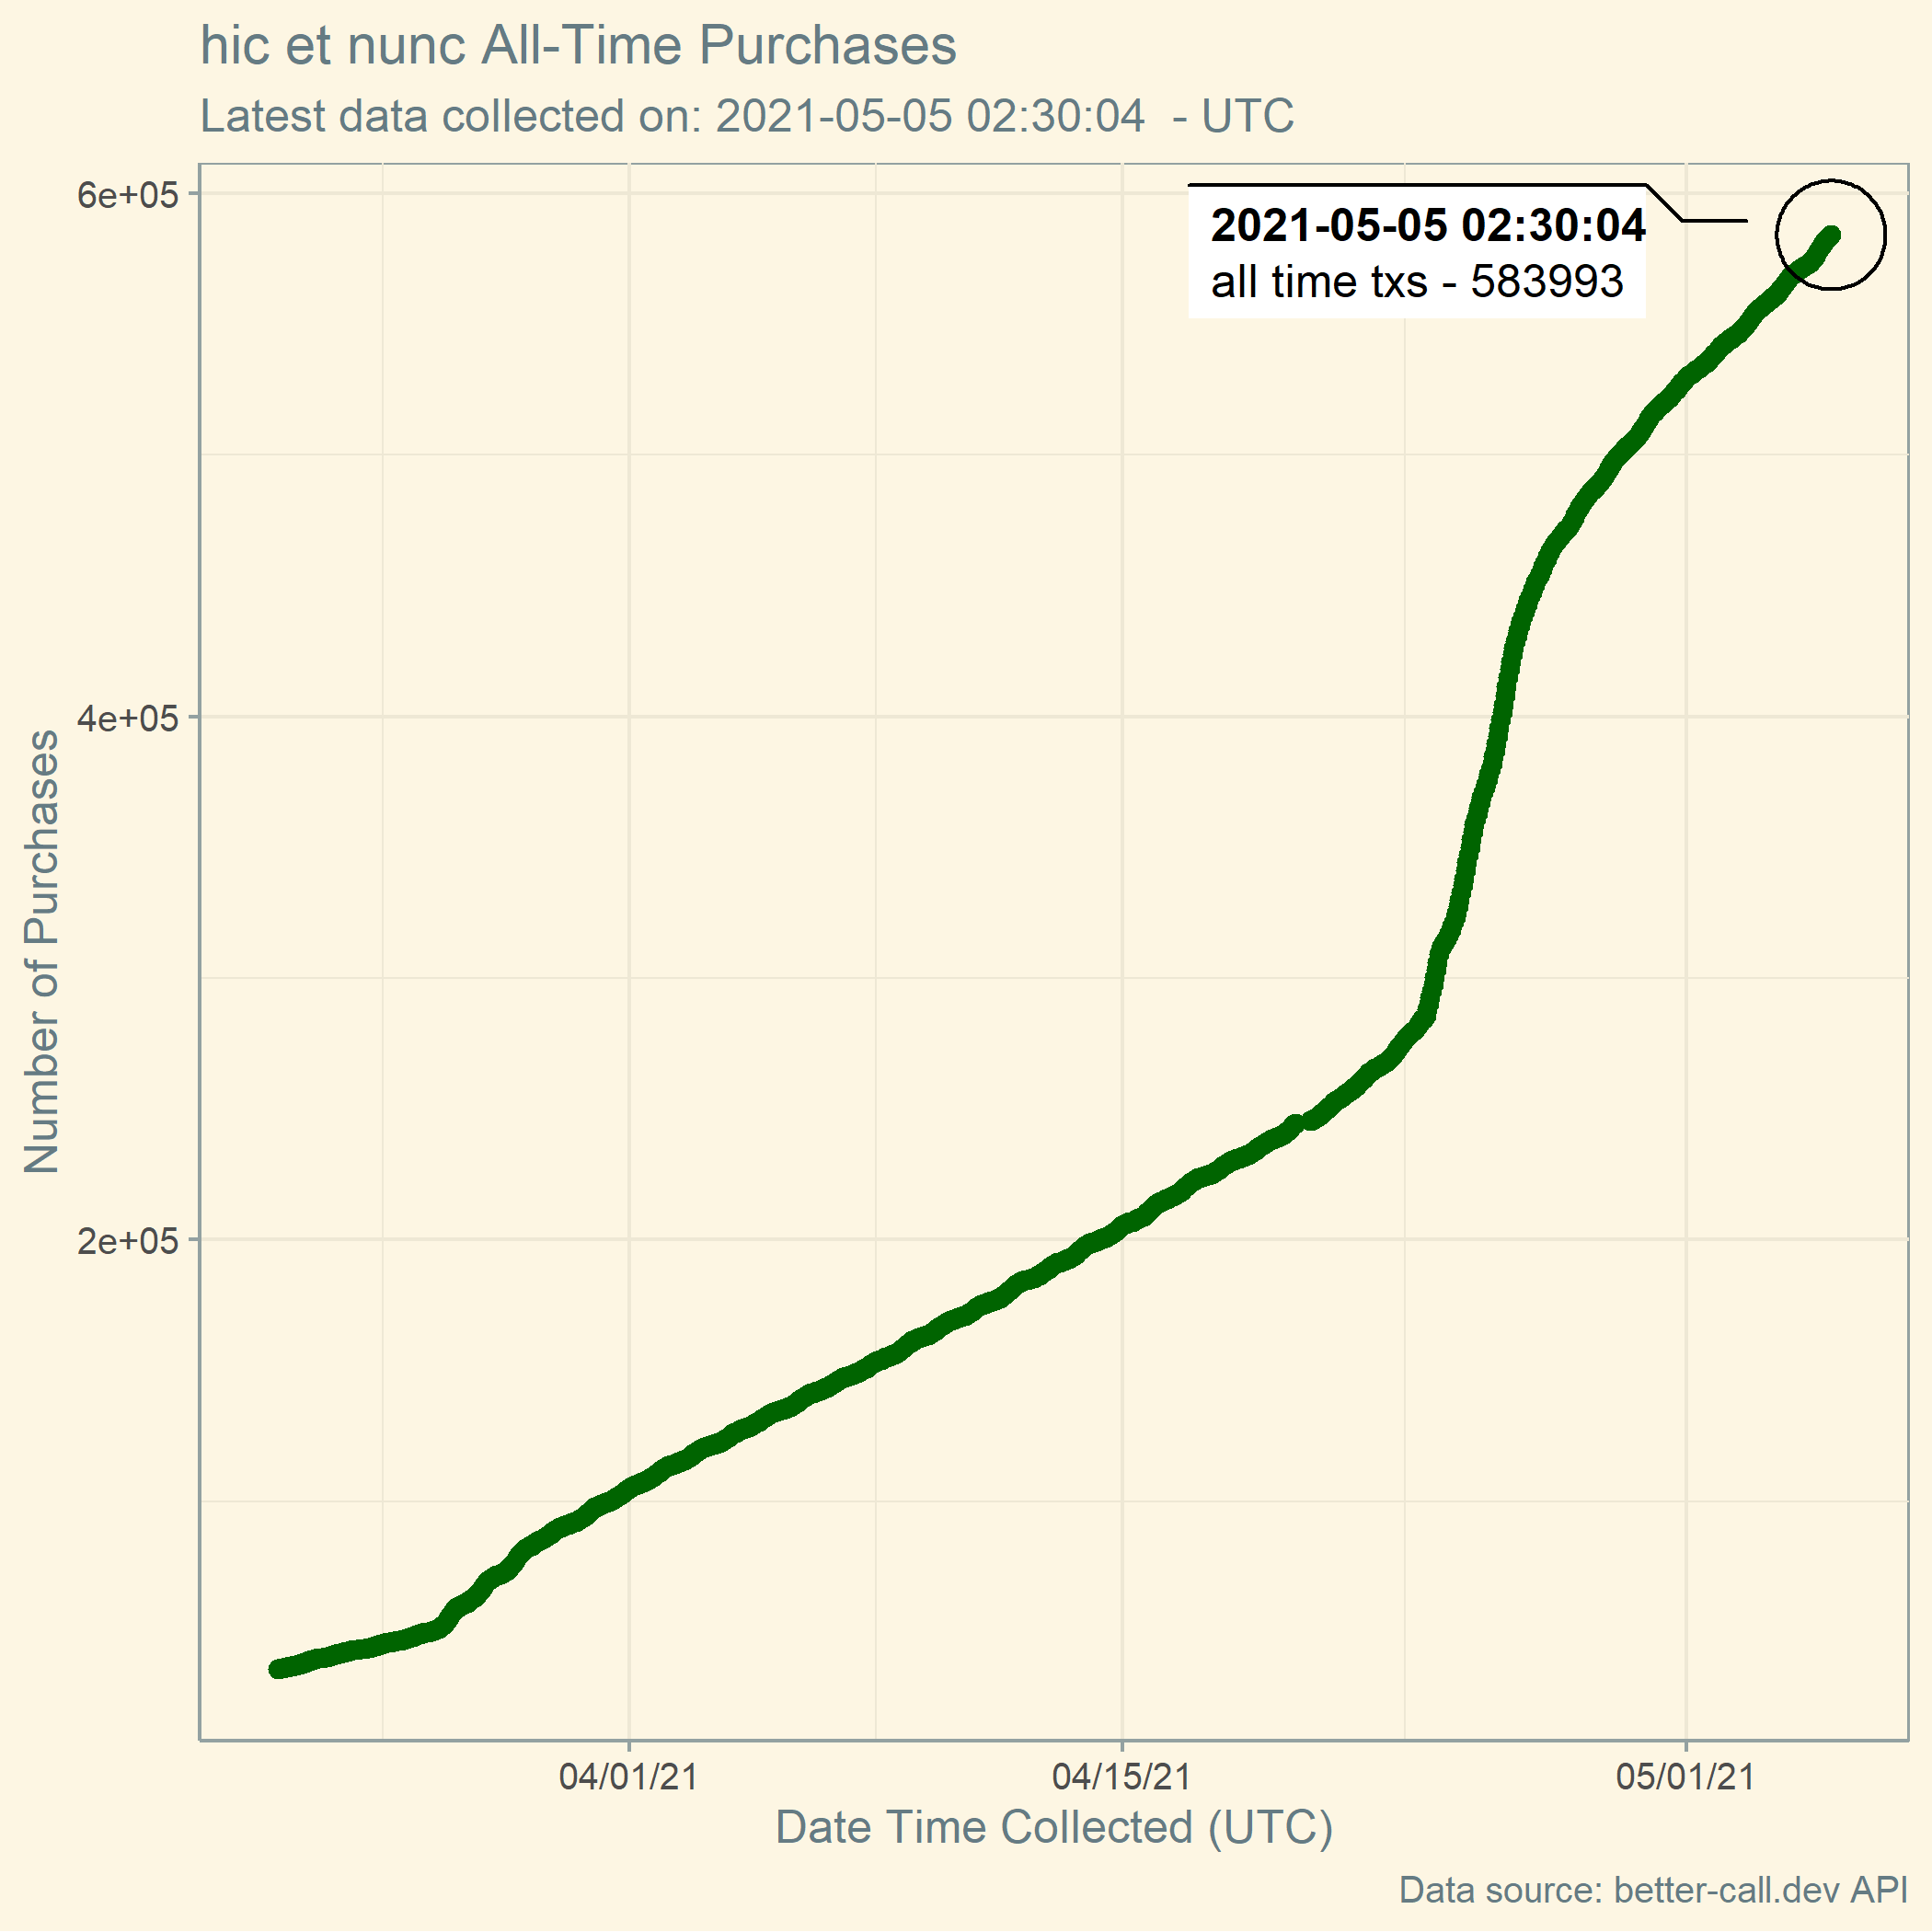 hic et nunc All-Time Purchases
Latest data collected on: 2021-05-05 02:30:04  - UTC
6e+05
2021-05-05 02:30:04
all time txs - 583993
4e+05
Number of Purchases
2e+05
04/01/21
04/15/21
05/01/21
Date Time Collected (UTC)
Data source: better-call.dev API